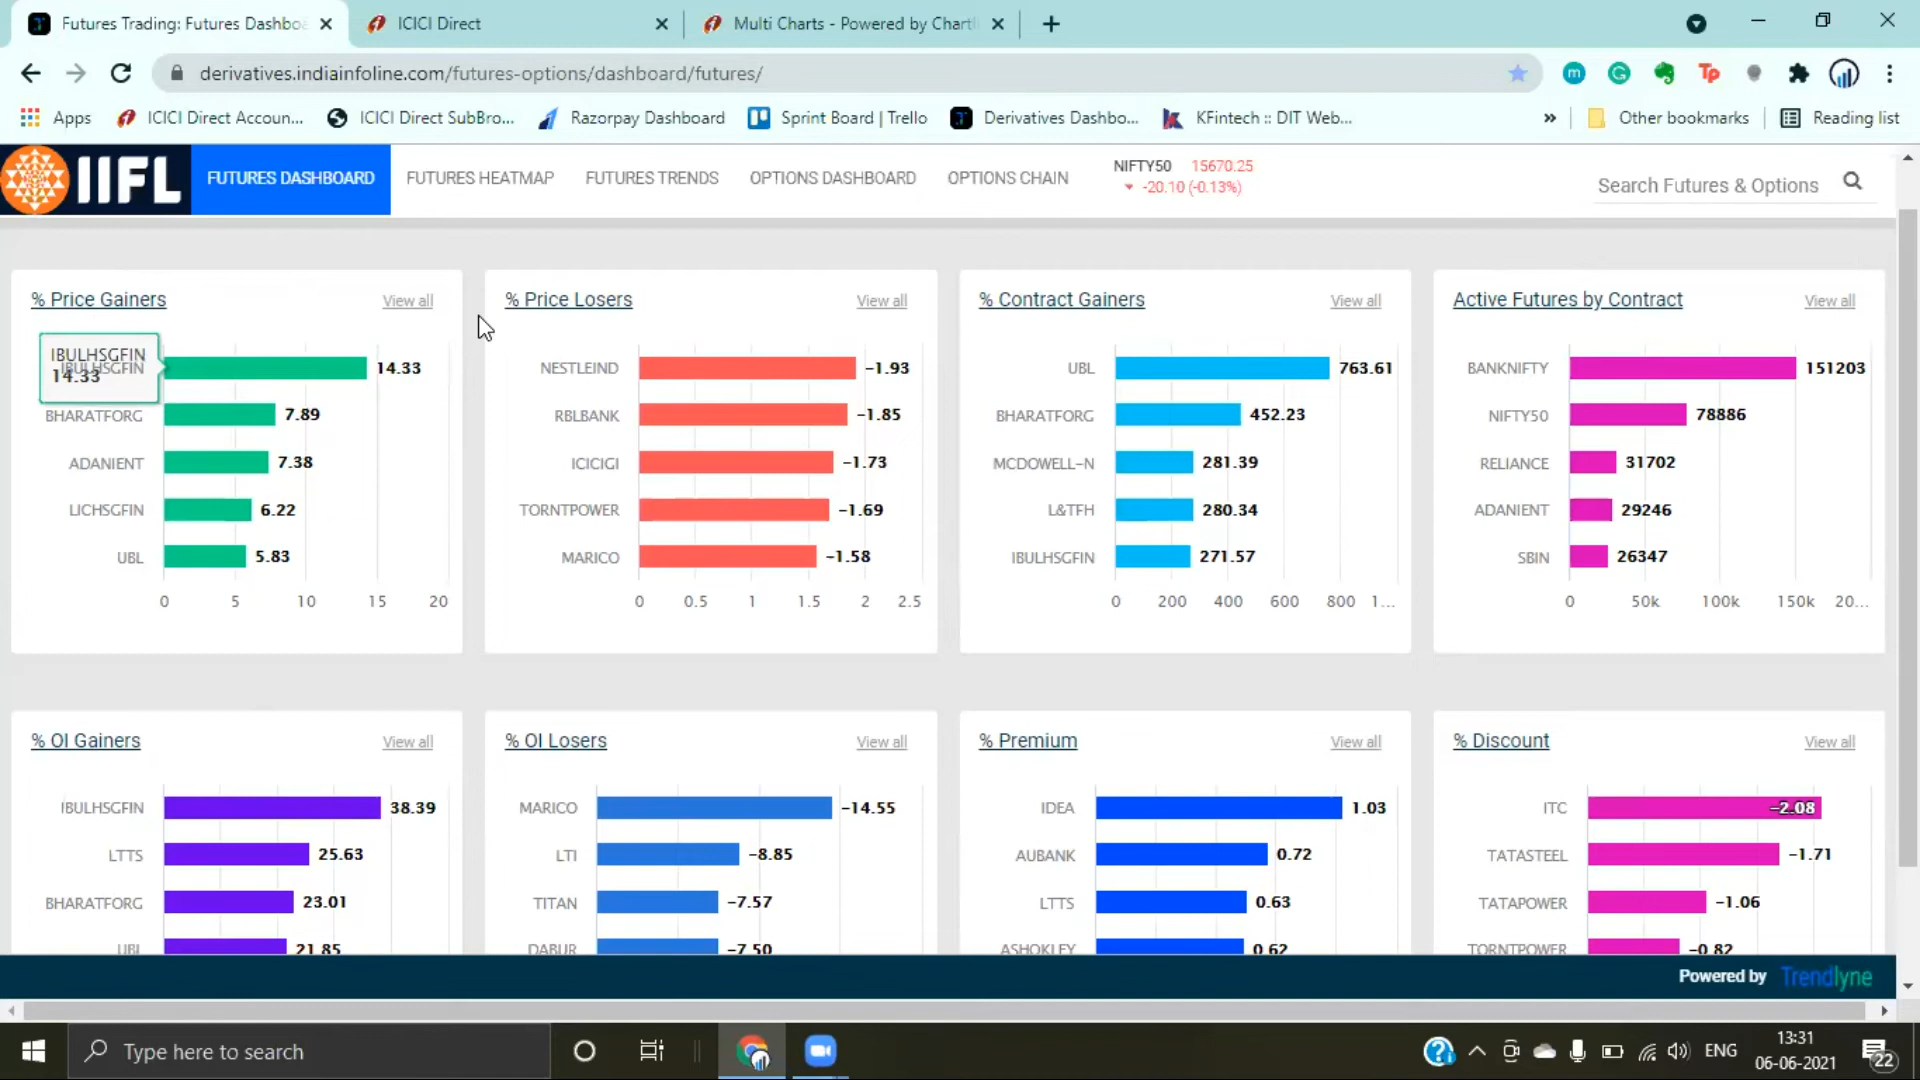 Futures Trading: Futures Dashboa
ICICI Direct
Multi Charts - Powered by Charti
derivatives.indiainfoline.com/futures-options/dashboard/futures/
Apps
ICICI Direct Accoun...
ICICI Direct SubBro...
Razorpay Dashboard
Sprint Board | Trello
Derivatives Dashbo...
KFintech :: DIT Web...
»
Other bookmarks
Reading list
IIFL
FUTURES DASHBOARD
FUTURES HEATMAP
FUTURES TRENDS
OPTIONS DASHBOARD
OPTIONS CHAIN
NIFTY50 15670.25
-20.10 (-0.13%)
Search Futures & Options
% Price Gainers
View all
IBULHSGFIN
14.33
IBULHSGFIN 14.33
BHARATFORG 7.89
ADANIENT 7.38
LICHSGFIN 6.22
UBL 5.83
0 5 10 15 20
% Price Losers
View all
NESTLEIND -1.93
RBLBANK -1.85
ICICIGI -1.73
TORNTPOWER -1.69
MARICO -1.58
0 0.5 1 1.5 2 2.5
% Contract Gainers
View all
UBL 763.61
BHARATFORG 452.23
MCDOWELL-N 281.39
L&TFH 280.34
IBULHSGFIN 271.57
0 200 400 600 800 1...
Active Futures by Contract
View all
BANKNIFTY 151203
NIFTY50 78886
RELIANCE 31702
ADANIENT 29246
SBIN 26347
0 50k 100k 150k 20...
% OI Gainers
View all
IBULHSGFIN 38.39
LTTS 25.63
BHARATFORG 23.01
UBL 21.85
% OI Losers
View all
MARICO -14.55
LTI -8.85
TITAN -7.57
DABUR -7.50
% Premium
View all
IDEA 1.03
AUBANK 0.72
LTTS 0.63
ASHOKLEY 0.62
% Discount
View all
ITC -2.08
TATASTEEL -1.71
TATAPOWER -1.06
TORNTPOWER -0.82
Powered by Trendlyne
Type here to search
ENG
13:31
06-06-2021
22